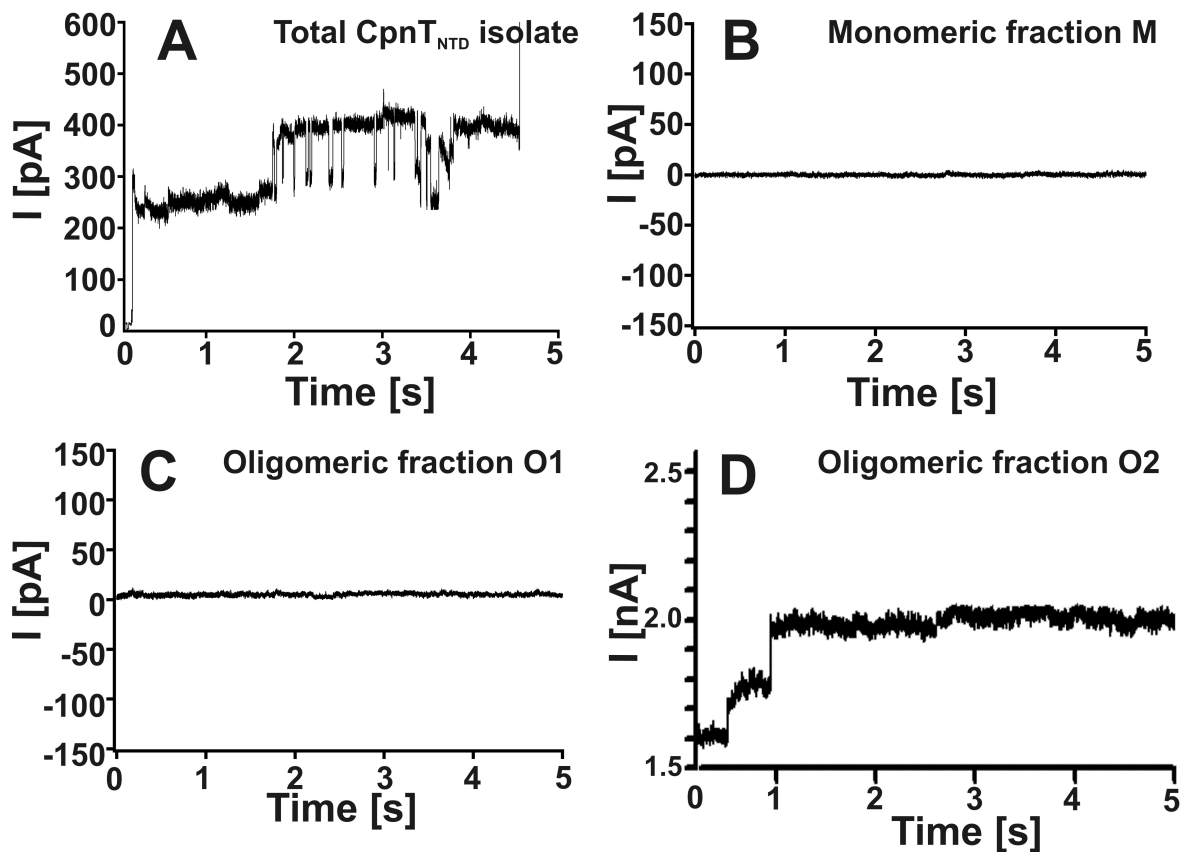 A Total CpnT_NTD isolate
600
500
400
300
200
100
0
I [pA]
0 1 2 3 4 5
Time [s]
B Monomeric fraction M
150
100
50
0
-50
-100
-150
I [pA]
0 1 2 3 4 5
Time [s]
C Oligomeric fraction O1
150
100
50
0
-50
-100
-150
I [pA]
0 1 2 3 4 5
Time [s]
D Oligomeric fraction O2
2.5
2.0
1.5
I [nA]
0 1 2 3 4 5
Time [s]